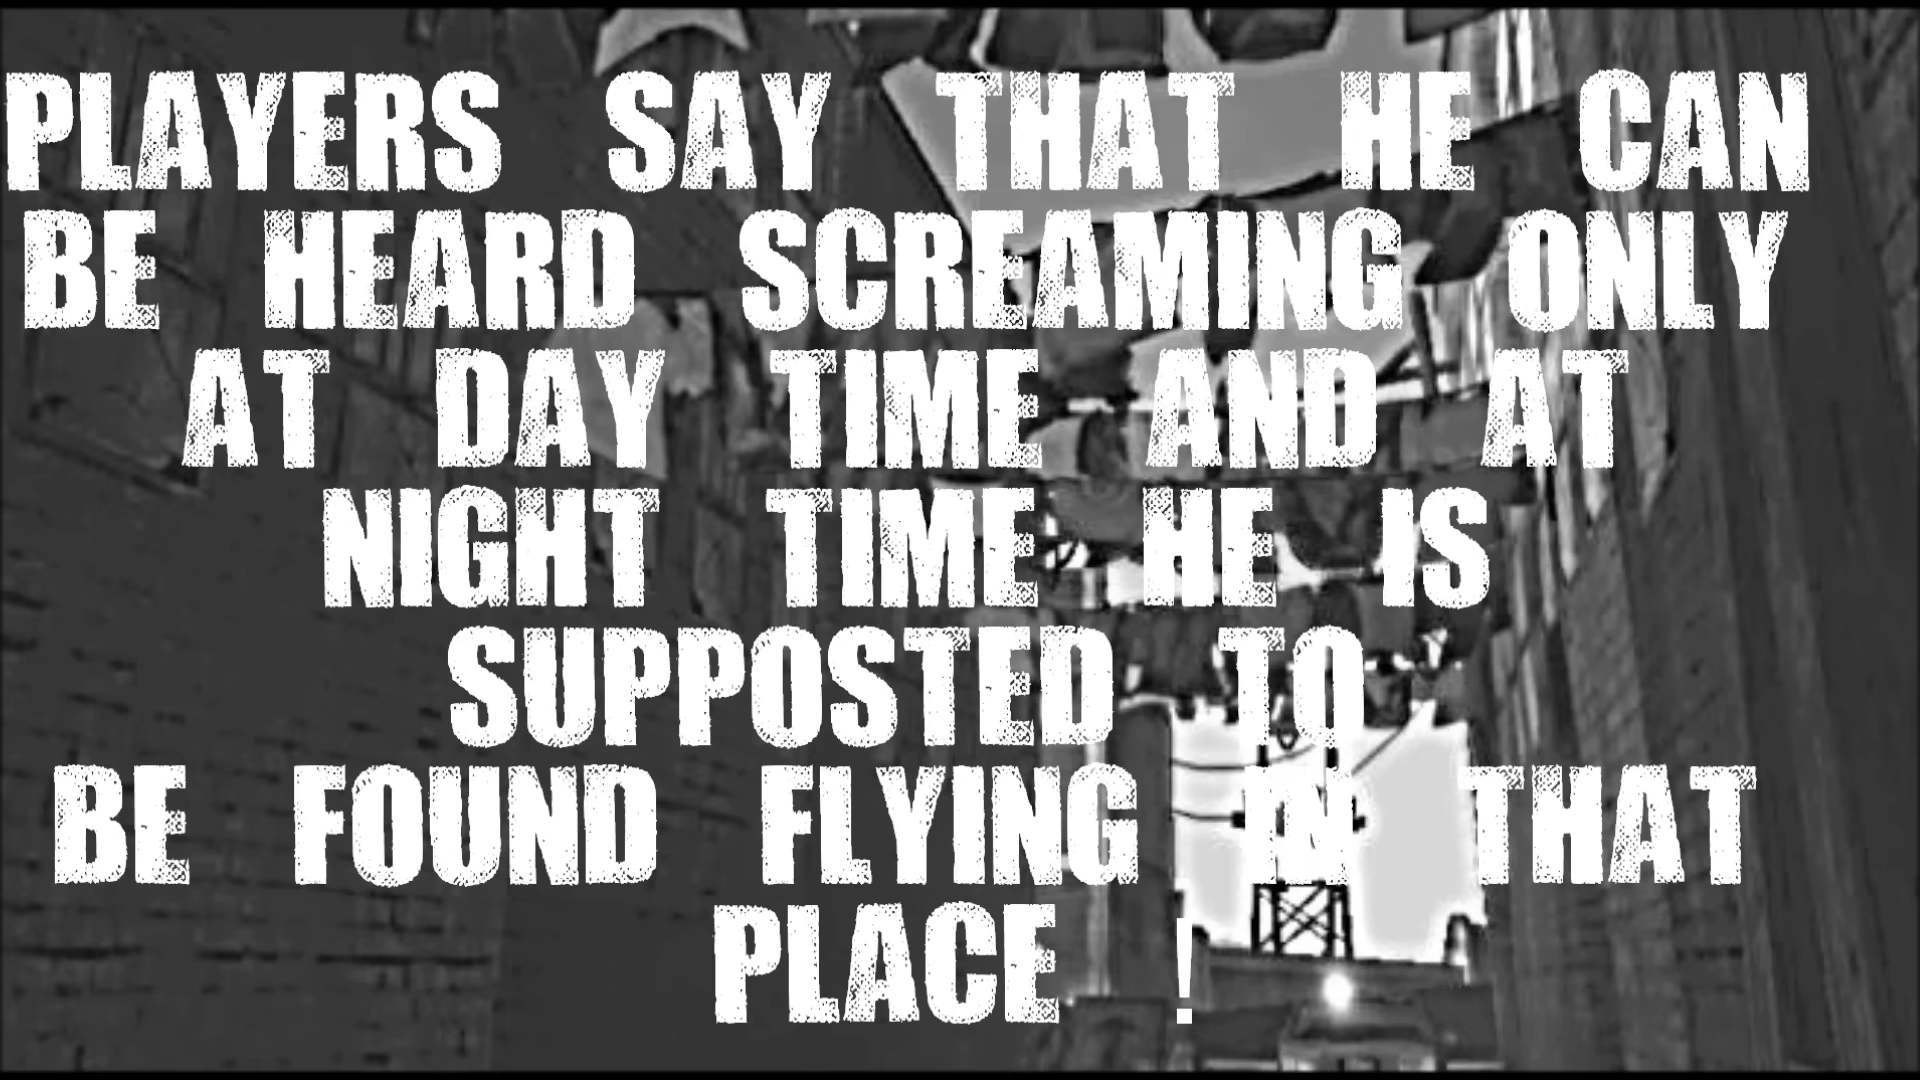 PLAYERS SAY THAT HE CAN
BE HEARD SCREAMING ONLY
AT DAY TIME AND AT
NIGHT TIME HE IS
SUPPOSTED TO
BE FOUND FLYING IN THAT
PLACE !